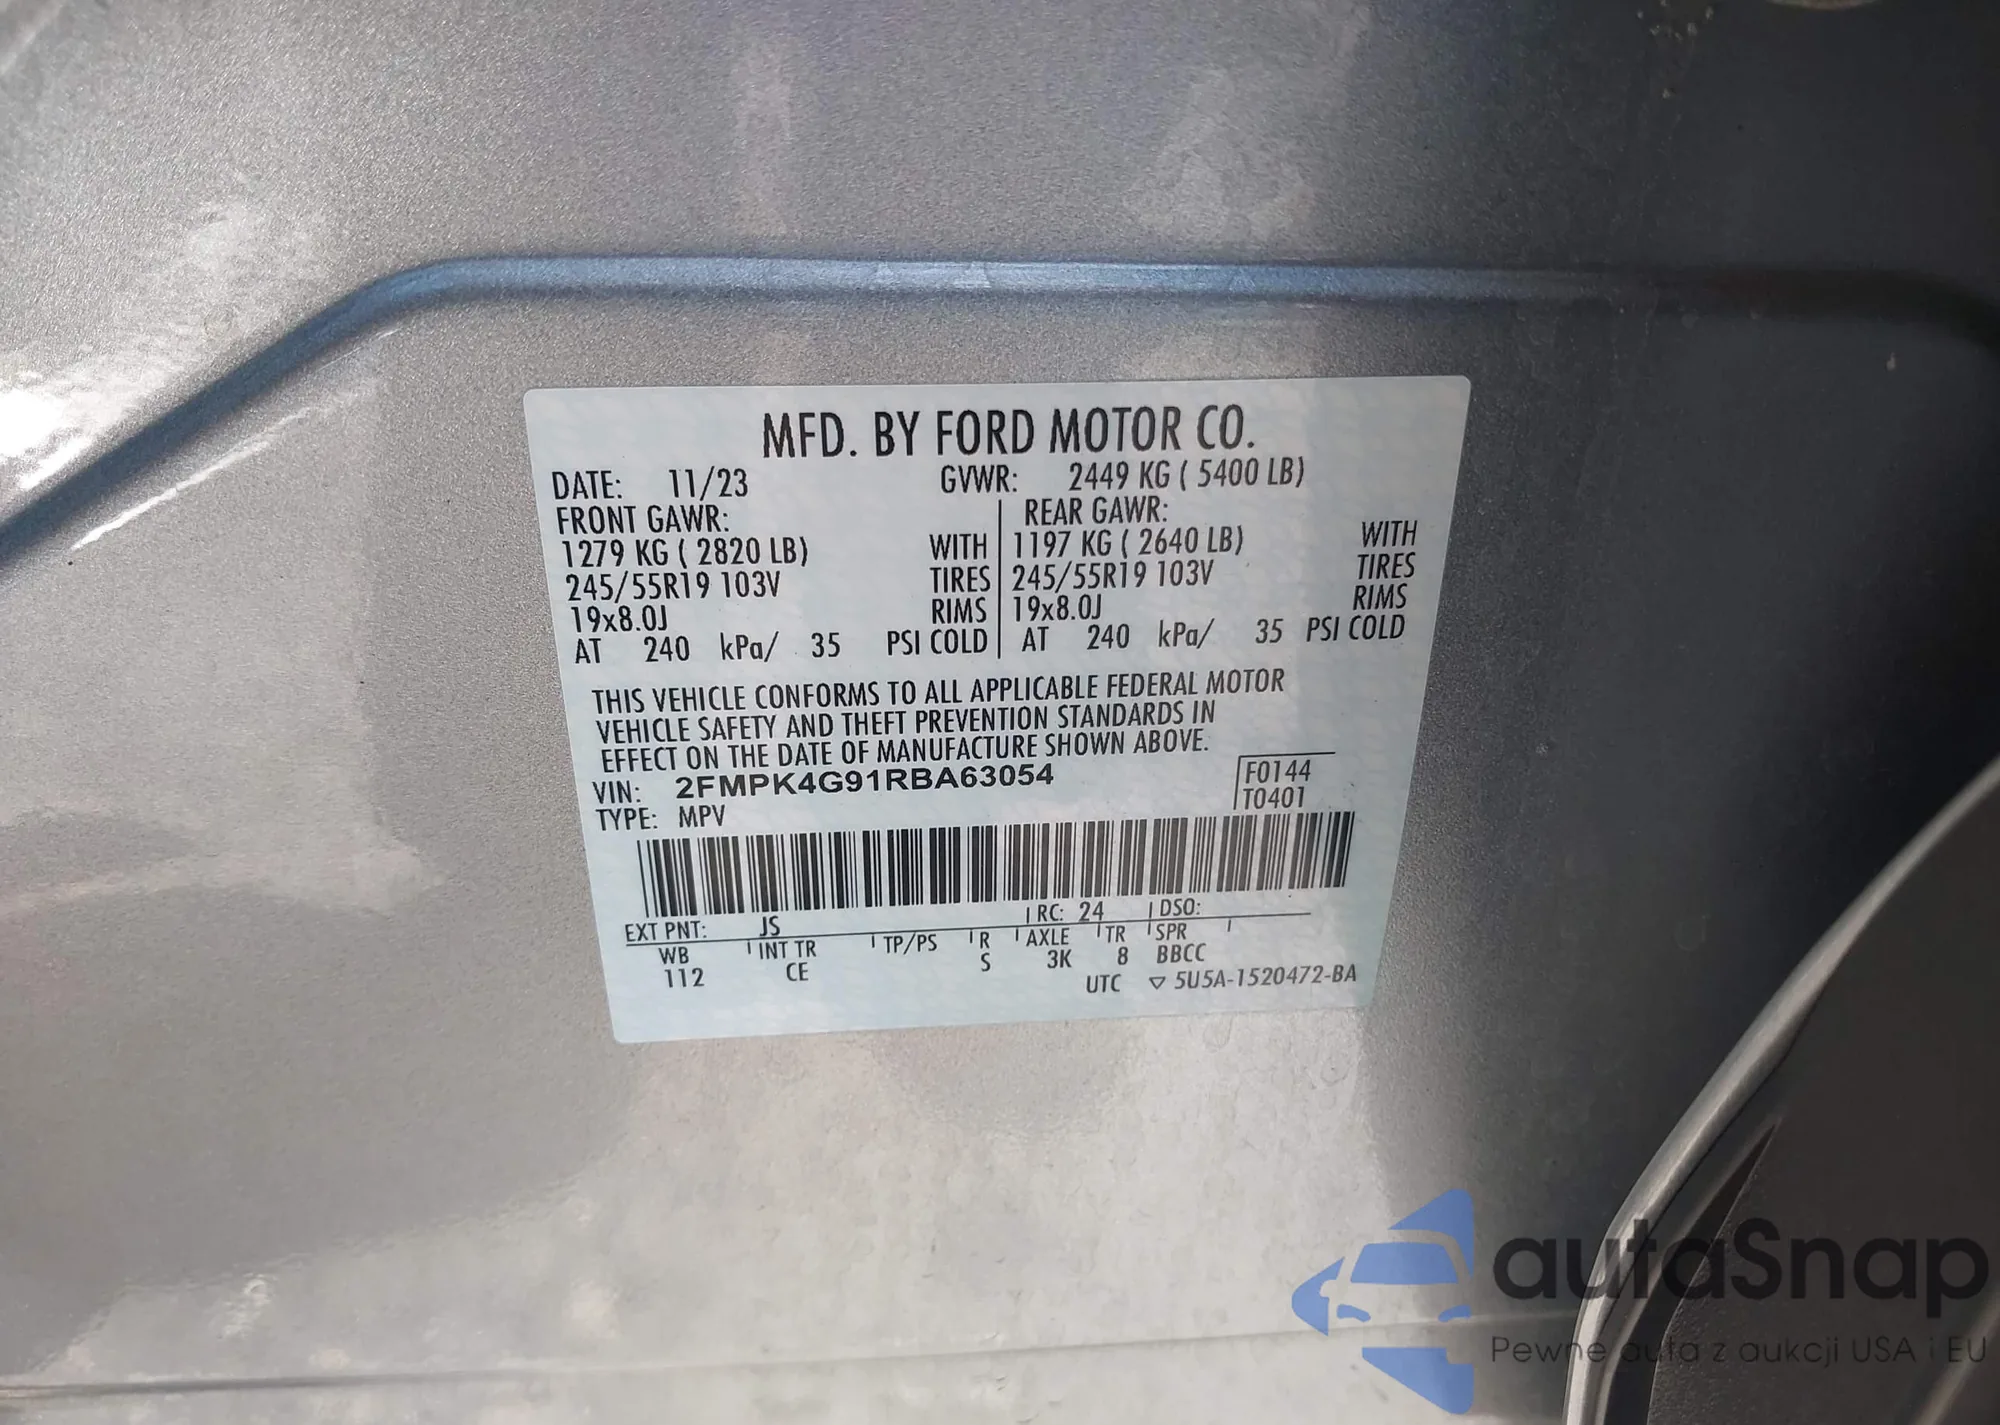 MFD. BY FORD MOTOR CO.
DATE: 11/23 GVWR: 2449 KG ( 5400 LB)
FRONT GAWR: REAR GAWR:
1279 KG ( 2820 LB) WITH 1197 KG ( 2640 LB) WITH
245/55R19 103V TIRES 245/55R19 103V TIRES
19x8.0J RIMS 19x8.0J RIMS
AT 240 kPa/ 35 PSI COLD AT 240 kPa/ 35 PSI COLD
THIS VEHICLE CONFORMS TO ALL APPLICABLE FEDERAL MOTOR
VEHICLE SAFETY AND THEFT PREVENTION STANDARDS IN
EFFECT ON THE DATE OF MANUFACTURE SHOWN ABOVE.
VIN: 2FMPK4G91RBA63054 F0144
TYPE: MPV T0401
EXT PNT: JS RC: 24 DSO:
WB INT TR TP/PS R AXLE TR SPR
112 CE S 3K 8 BBCC
UTC ▽ 5U5A-1520472-BA
autaSnap
Pewne auta z aukcji USA i EU